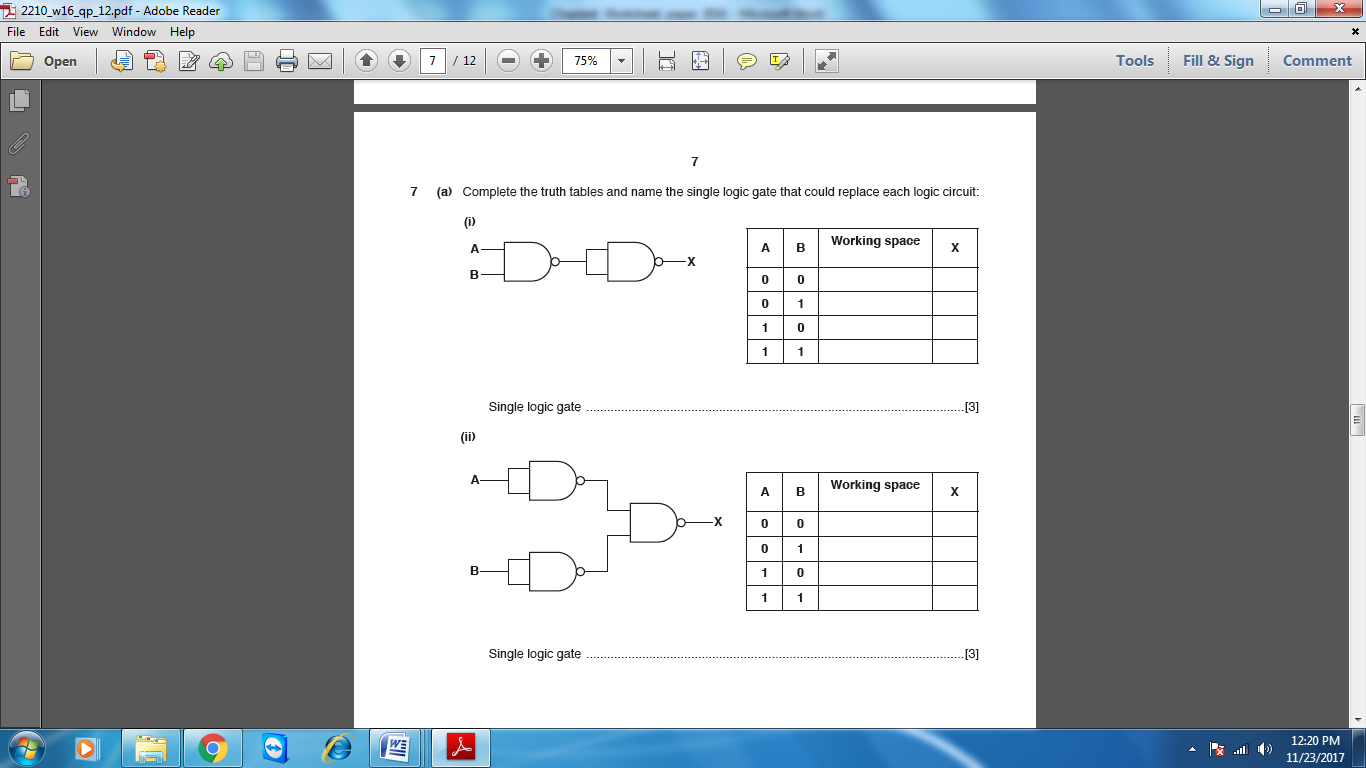 2210_w16_qp_12.pdf - Adobe Reader
File Edit View Window Help
Open 7 / 12 75% Tools Fill & Sign Comment
7
7 (a) Complete the truth tables and name the single logic gate that could replace each logic circuit:
(i)
A
B
X
A B Working space X
0 0
0 1
1 0
1 1
Single logic gate ............................................................................................................[3]
(ii)
A
B
X
A B Working space X
0 0
0 1
1 0
1 1
Single logic gate ............................................................................................................[3]
12:20 PM
11/23/2017